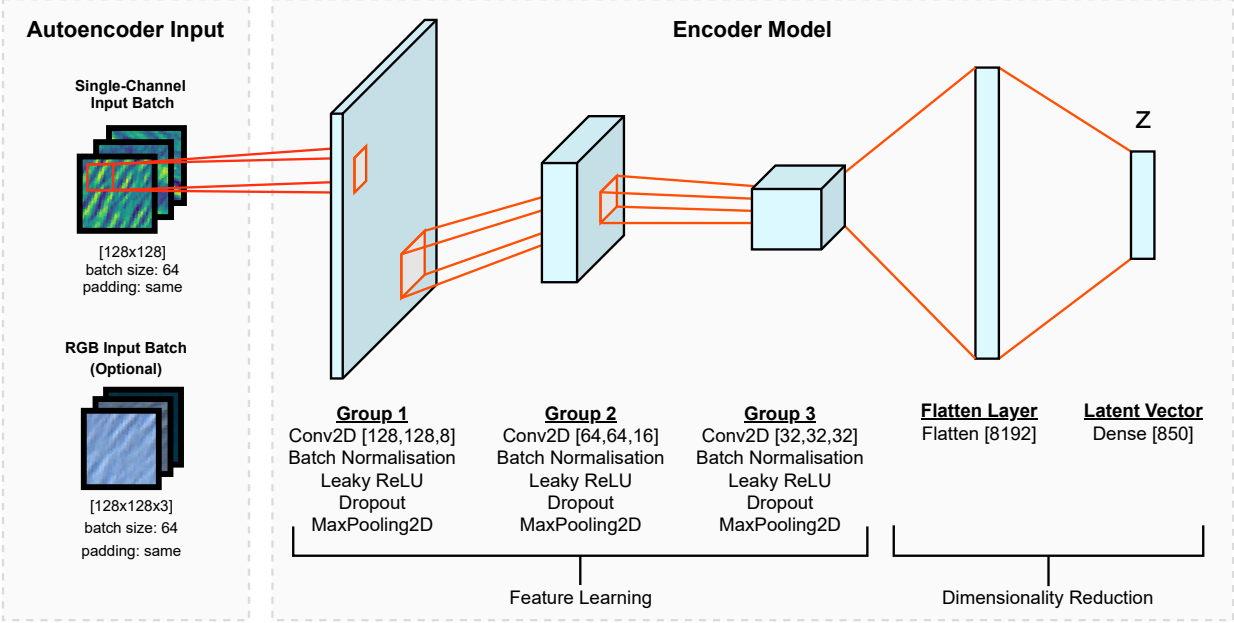 Autoencoder Input
Single-Channel
Input Batch
[128x128]
batch size: 64
padding: same
RGB Input Batch
(Optional)
[128x128x3]
batch size: 64
padding: same
Encoder Model
Z
Group 1
Conv2D [128,128,8]
Batch Normalisation
Leaky ReLU
Dropout
MaxPooling2D
Group 2
Conv2D [64,64,16]
Batch Normalisation
Leaky ReLU
Dropout
MaxPooling2D
Group 3
Conv2D [32,32,32]
Batch Normalisation
Leaky ReLU
Dropout
MaxPooling2D
Flatten Layer
Flatten [8192]
Latent Vector
Dense [850]
Feature Learning
Dimensionality Reduction